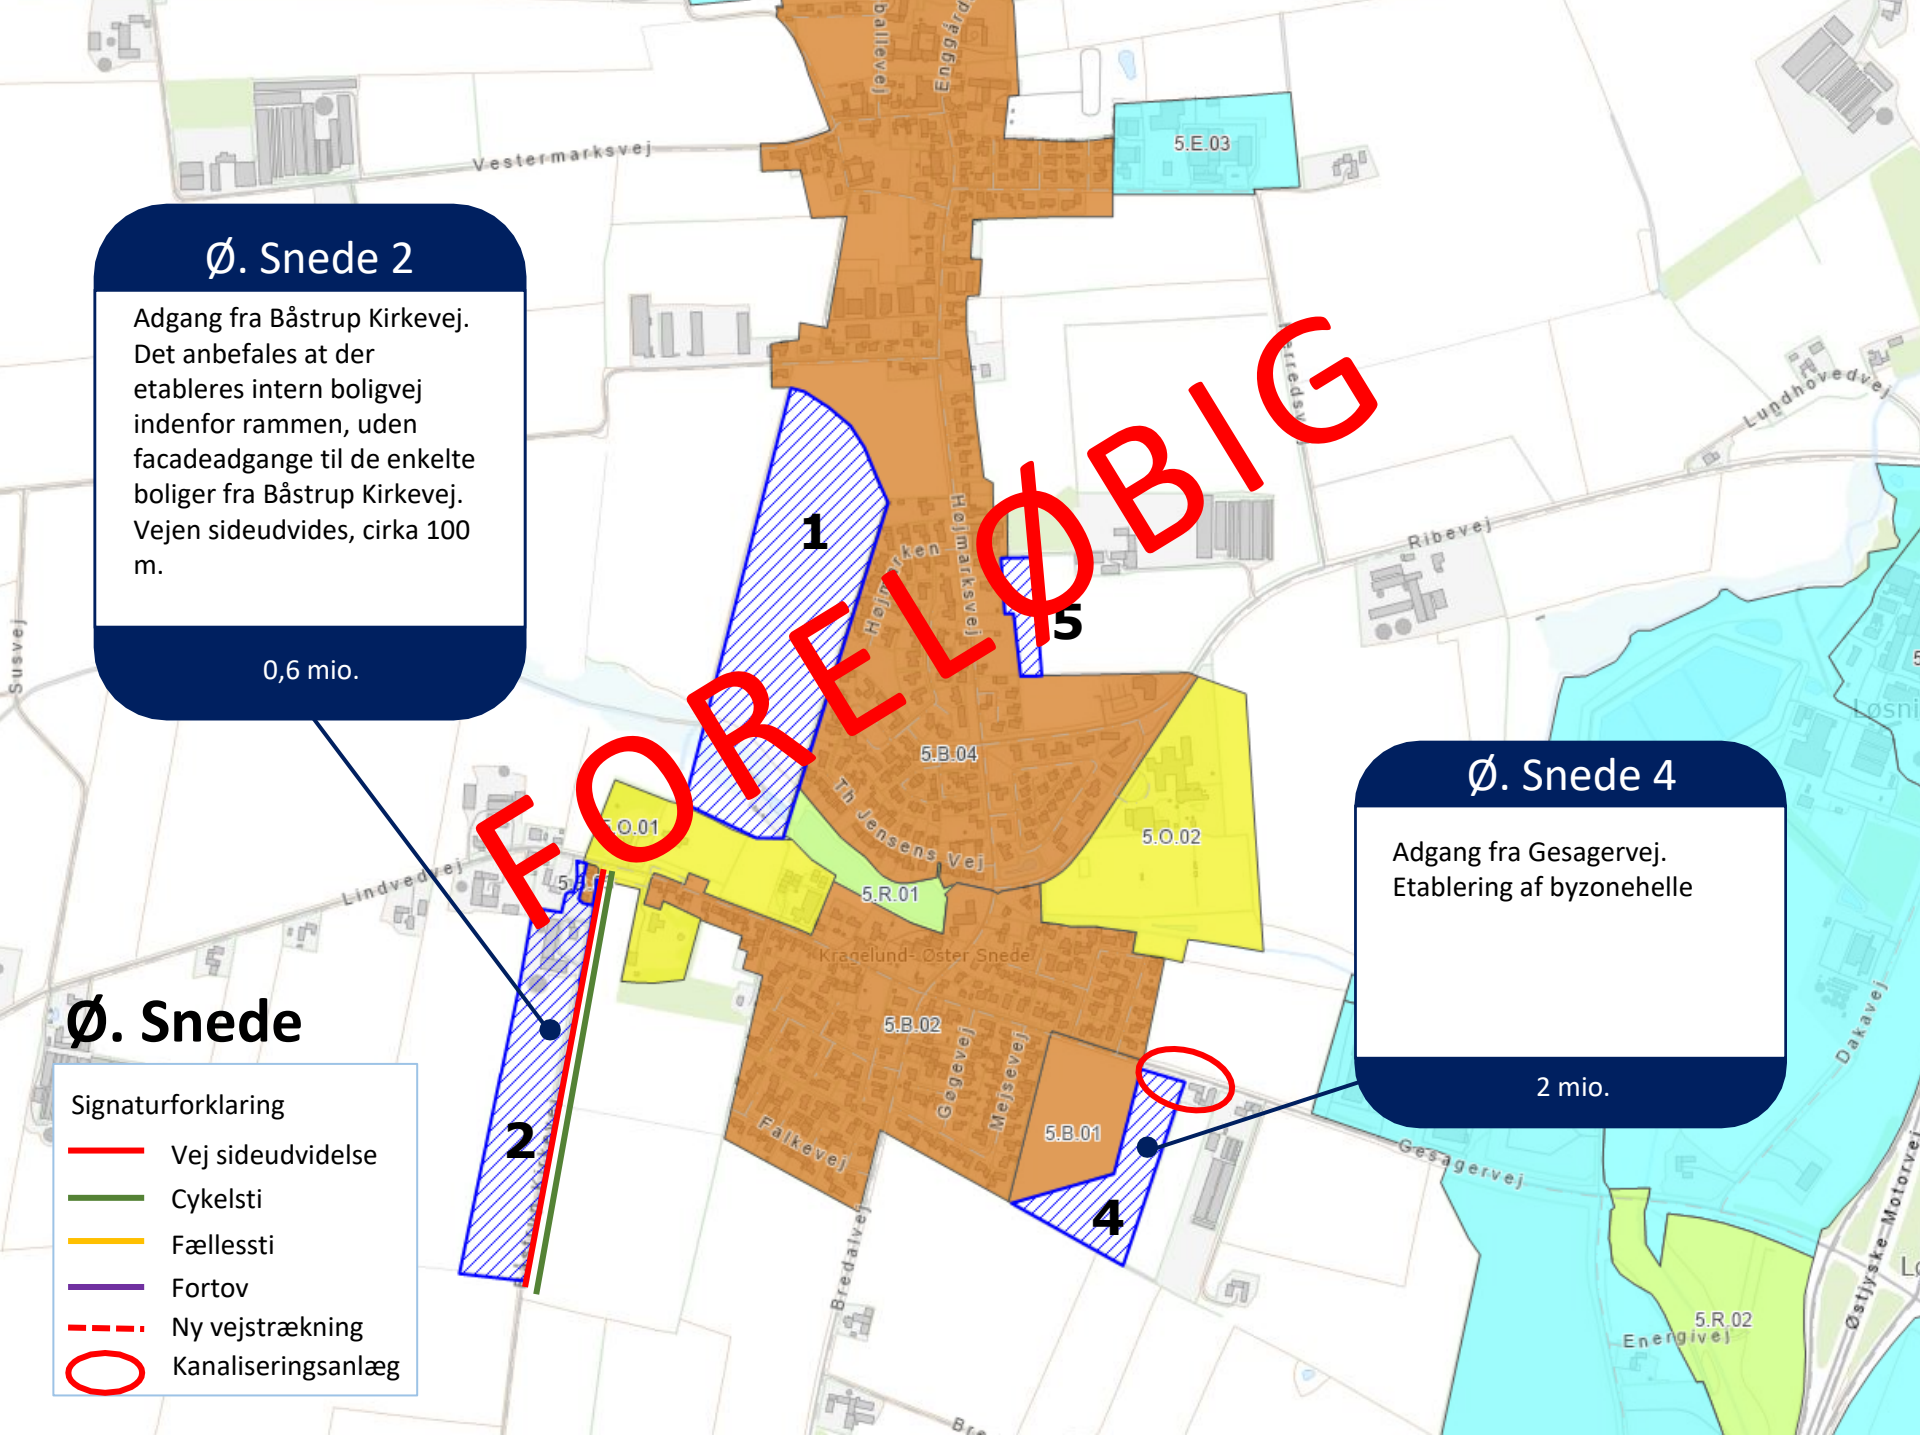 ballevej
Enggård
Vestermarksvej
5.E.03
Ø. Snede 2
Adgang fra Båstrup Kirkevej.
Det anbefales at der
etableres intern boligvej
indenfor rammen, uden
facadeadgange til de enkelte
boliger fra Båstrup Kirkevej.
Vejen sideudvides, cirka 100
m.
0,6 mio.
FORELØBIG
Lundhovedvej
Ribevej
1
Højmarksvej
5
Susvej
5.B.04
Th Jensens Vej
5.O.02
5.R.01
Lindvedvej
Løsni
Kragelund- Øster Snede
5.B.02
Gøgevej
Mejsevej
Falkevej
5.B.01
Ø. Snede 4
Adgang fra Gesagervej.
Etablering af byzonehelle
2 mio.
Dakavej
Gesagervej
2
4
Bredalvej
Østjyske Motorvej
5.R.02
Energivej
Bre
Ø. Snede
Signaturforklaring
Vej sideudvidelse
Cykelsti
Fællessti
Fortov
Ny vejstrækning
Kanaliseringsanlæg